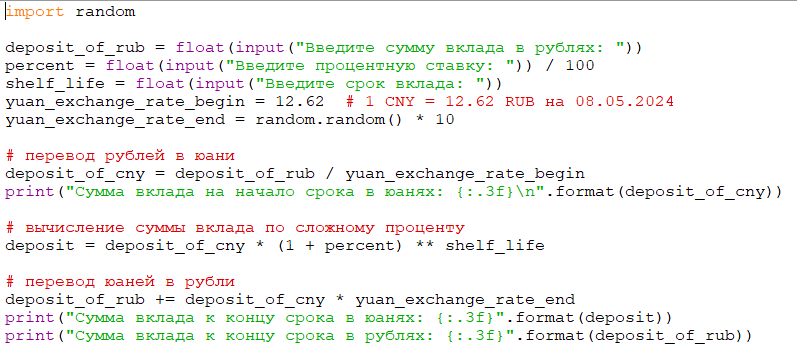 import random
deposit_of_rub = float(input("Введите сумму вклада в рублях: "))
percent = float(input("Введите процентную ставку: ")) / 100
shelf_life = float(input("Введите срок вклада: "))
yuan_exchange_rate_begin = 12.62  # 1 CNY = 12.62 RUB на 08.05.2024
yuan_exchange_rate_end = random.random() * 10
# перевод рублей в юани
deposit_of_cny = deposit_of_rub / yuan_exchange_rate_begin
print("Сумма вклада на начало срока в юанях: {:.3f}\n".format(deposit_of_cny))
# вычисление суммы вклада по сложному проценту
deposit = deposit_of_cny * (1 + percent) ** shelf_life
# перевод юаней в рубли
deposit_of_rub += deposit_of_cny * yuan_exchange_rate_end
print("Сумма вклада к концу срока в юанях: {:.3f}".format(deposit))
print("Сумма вклада к концу срока в рублях: {:.3f}".format(deposit_of_rub))